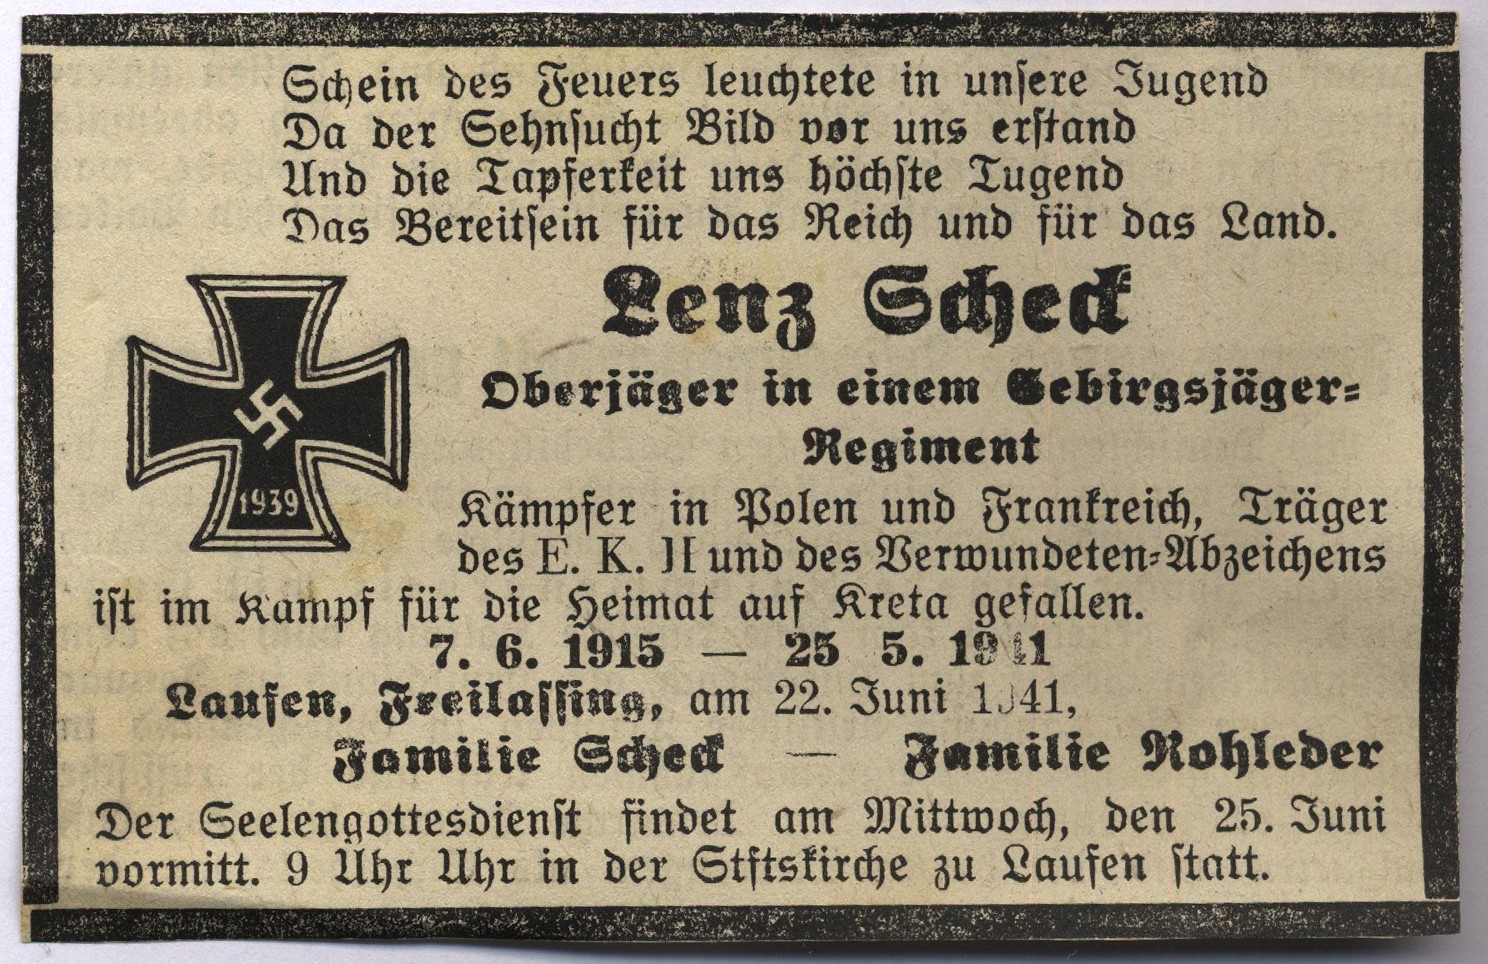 Schein des Feuers leuchtete in unsere Jugend
Da der Sehnsucht Bild vor uns erstand
Und die Tapferkeit uns höchste Tugend
Das Bereitsein für das Reich und für das Land.
Lenz Scheck
Oberjäger in einem Gebirgsjäger-
Regiment
1939
Kämpfer in Polen und Frankreich, Träger
des E. K. II und des Verwundeten-Abzeichens
ist im Kampf für die Heimat auf Kreta gefallen.
7. 6. 1915 — 25 5. 1941
Laufen, Freilassing, am 22. Juni 1941,
Familie Scheck — Familie Rohleder
Der Seelengottesdienst findet am Mittwoch, den 25. Juni
vormitt. 9 Uhr Uhr in der Stftskirche zu Laufen statt.